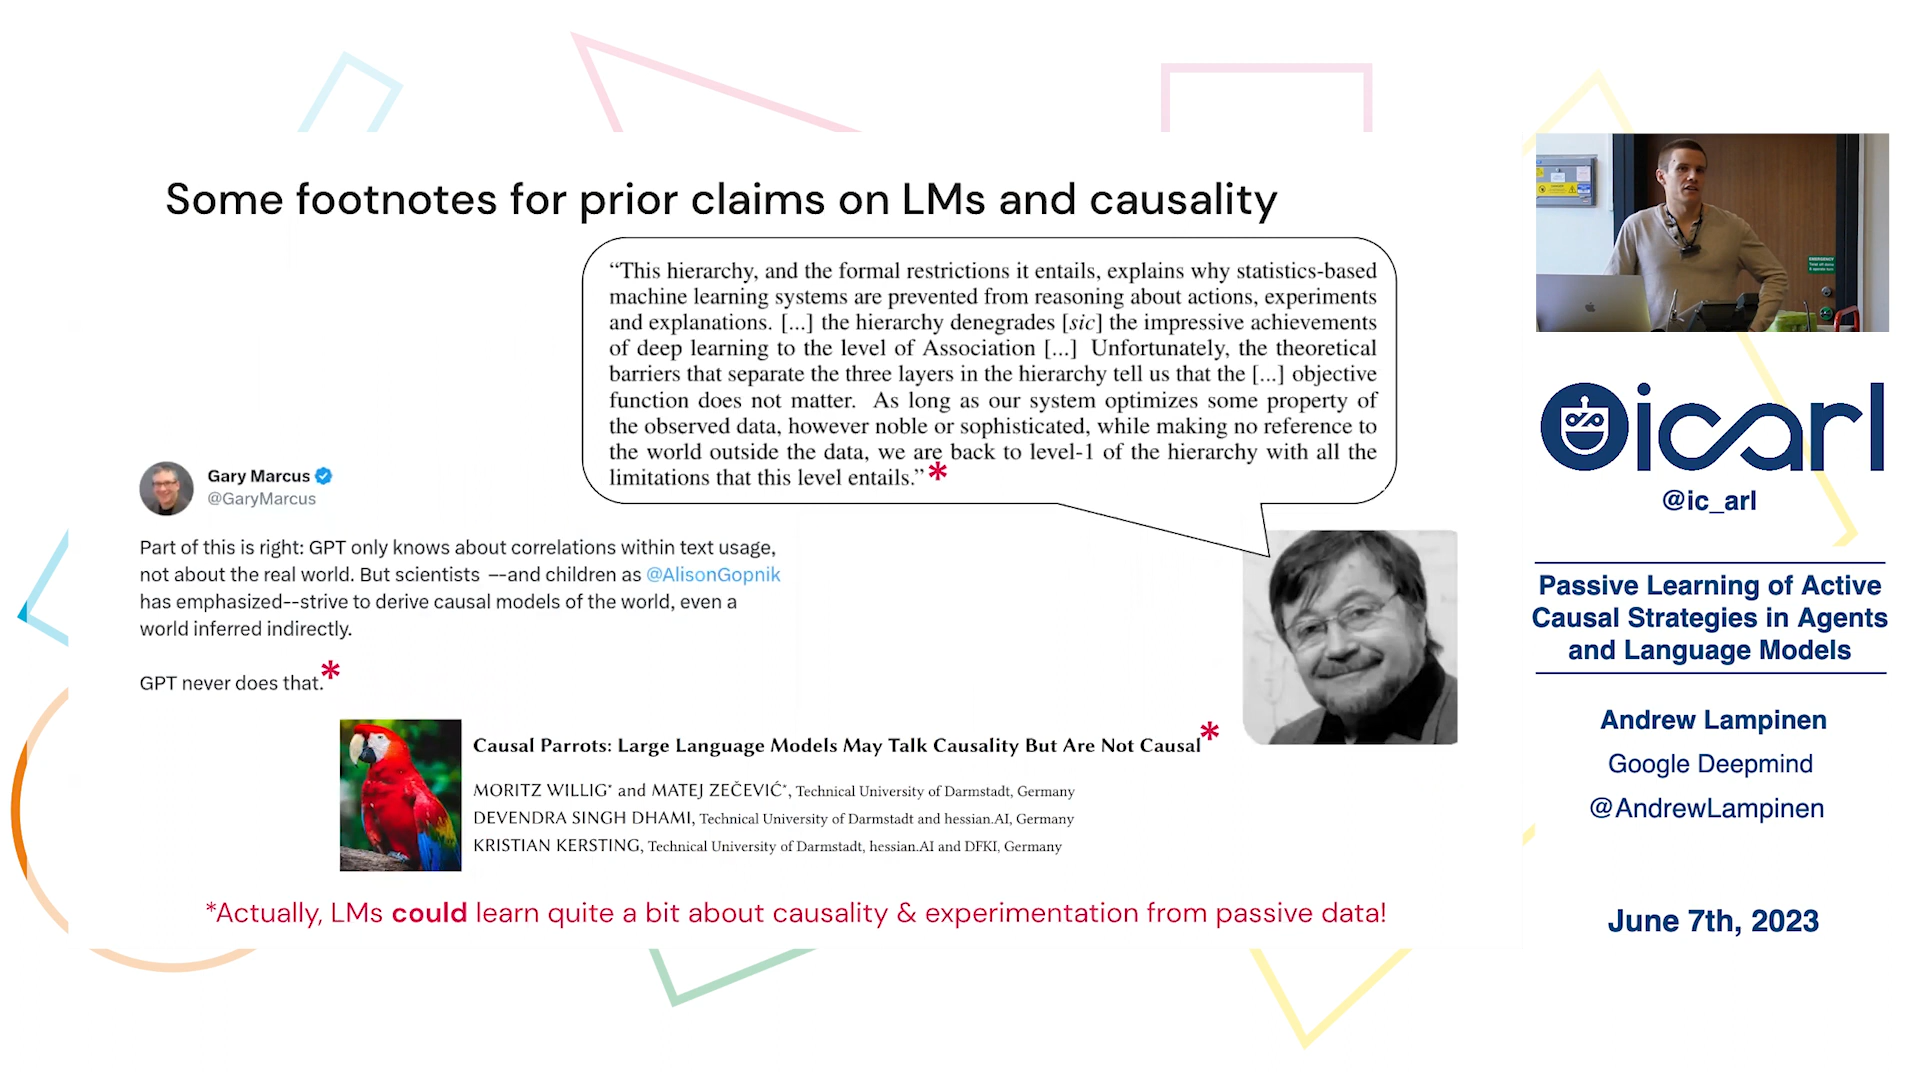 Some footnotes for prior claims on LMs and causality
“This hierarchy, and the formal restrictions it entails, explains why statistics-based
machine learning systems are prevented from reasoning about actions, experiments
and explanations. [...] the hierarchy denegrades [sic] the impressive achievements
of deep learning to the level of Association [...] Unfortunately, the theoretical
barriers that separate the three layers in the hierarchy tell us that the [...] objective
function does not matter. As long as our system optimizes some property of
the observed data, however noble or sophisticated, while making no reference to
the world outside the data, we are back to level-1 of the hierarchy with all the
limitations that this level entails.”*
Gary Marcus
@GaryMarcus
Part of this is right: GPT only knows about correlations within text usage,
not about the real world. But scientists --and children as @AlisonGopnik
has emphasized--strive to derive causal models of the world, even a
world inferred indirectly.
GPT never does that.*
Causal Parrots: Large Language Models May Talk Causality But Are Not Causal*
MORITZ WILLIG* and MATEJ ZEČEVIĆ*, Technical University of Darmstadt, Germany
DEVENDRA SINGH DHAMI, Technical University of Darmstadt and hessian.AI, Germany
KRISTIAN KERSTING, Technical University of Darmstadt, hessian.AI and DFKI, Germany
*Actually, LMs could learn quite a bit about causality & experimentation from passive data!
icarl
@ic_arl
Passive Learning of Active
Causal Strategies in Agents
and Language Models
Andrew Lampinen
Google Deepmind
@AndrewLampinen
June 7th, 2023